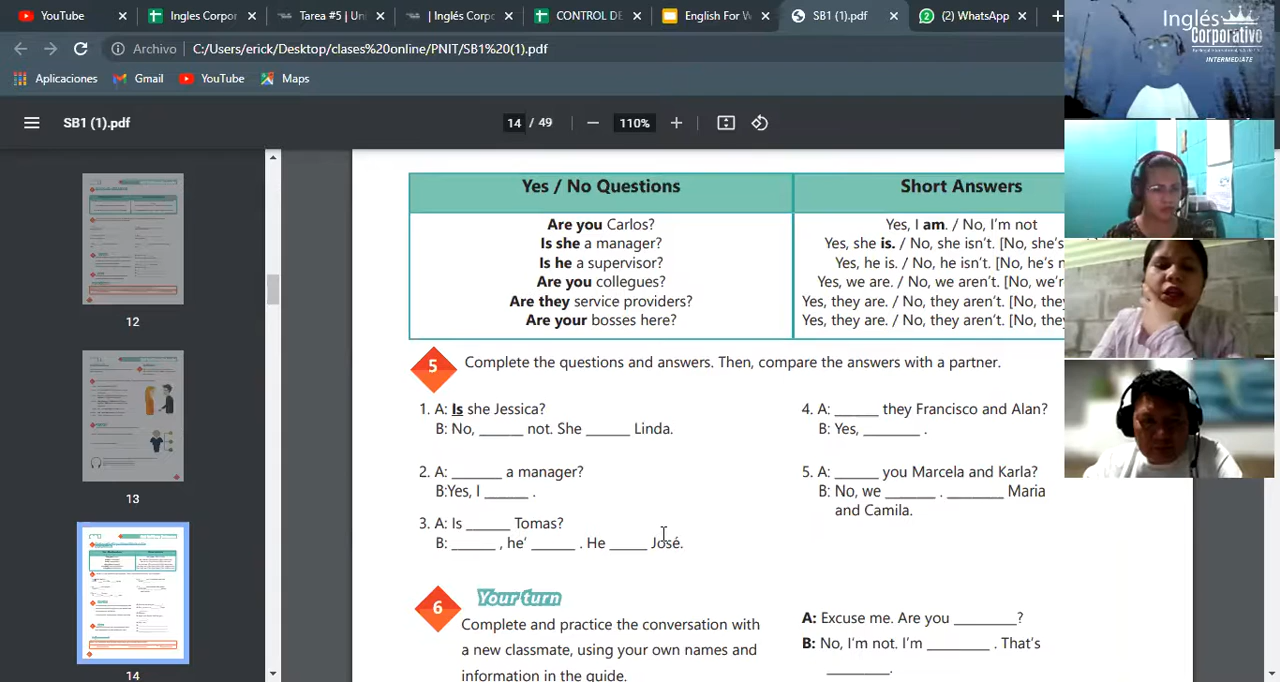 YouTube
Ingles Corpor
Tarea #5 | Uni
| Inglés Corpo
CONTROL DE
English For W
SB1 (1).pdf
(2) WhatsApp
Archivo
C:/Users/erick/Desktop/clases%20online/PNIT/SB1%20(1).pdf
Aplicaciones
Gmail
YouTube
Maps
SB1 (1).pdf
14 / 49
110%
Inglés
Corporativo
INTERMEDIATE
12
13
14
Yes / No Questions
Short Answers
Are you Carlos?
Yes, I am. / No, I'm not
Is she a manager?
Yes, she is. / No, she isn't. [No, she's
Is he a supervisor?
Yes, he is. / No, he isn't. [No, he's n
Are you collegues?
Yes, we are. / No, we aren't. [No, we'r
Are they service providers?
Yes, they are. / No, they aren't. [No, the
Are your bosses here?
Yes, they are. / No, they aren't. [No, they
5
Complete the questions and answers. Then, compare the answers with a partner.
1. A: Is she Jessica?
B: No, ______ not. She ______ Linda.
2. A: _______ a manager?
B:Yes, I ______ .
3. A: Is ______ Tomas?
B: ______ , he' ______ . He _____ José.
4. A: ______ they Francisco and Alan?
B: Yes, ________ .
5. A: ______ you Marcela and Karla?
B: No, we _______ . ________ Maria
and Camila.
6
Your turn
Complete and practice the conversation with
a new classmate, using your own names and
information in the guide.
A: Excuse me. Are you _________ ?
B: No, I'm not. I'm _________ . That's
_________.